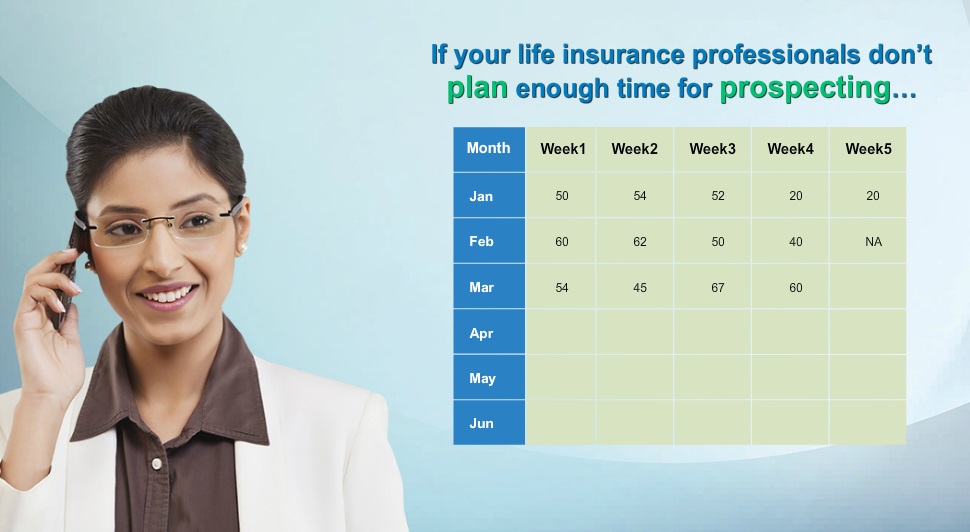 If your life insurance professionals don't
plan enough time for prospecting...
Month Week1 Week2 Week3 Week4 Week5
Jan 50 54 52 20 20
Feb 60 62 50 40 NA
Mar 54 45 67 60
Apr
May
Jun